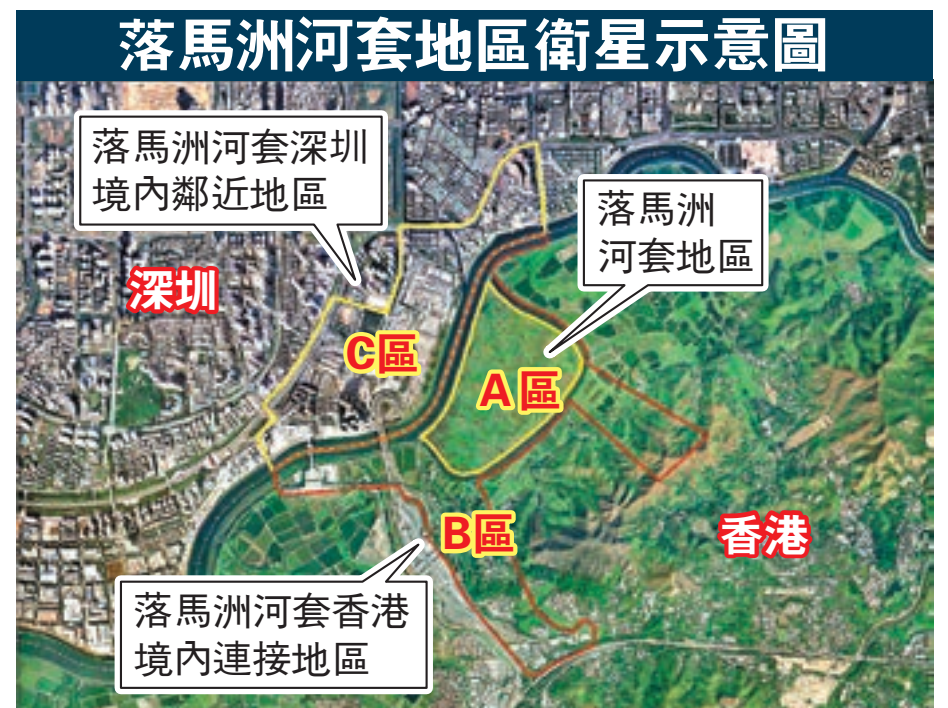 落馬洲河套地區衛星示意圖
落馬洲河套深圳
境內鄰近地區
落馬洲
河套地區
深圳
C區
A區
B區
香港
落馬洲河套香港
境內連接地區